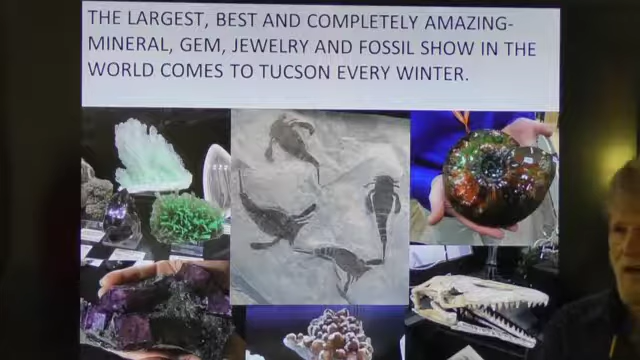 THE LARGEST, BEST AND COMPLETELY AMAZING-
MINERAL, GEM, JEWELRY AND FOSSIL SHOW IN THE
WORLD COMES TO TUCSON EVERY WINTER.